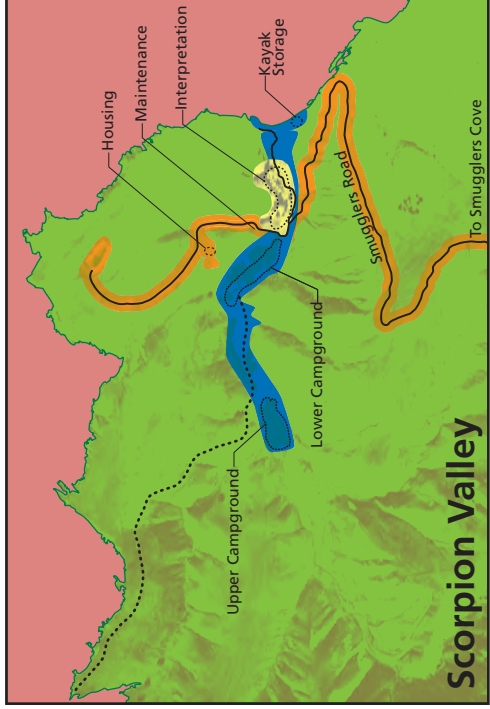 Housing
Maintenance
Interpretation
Kayak
Storage
Smugglers Road
To Smugglers Cove
Lower Campground
Upper Campground
Scorpion Valley